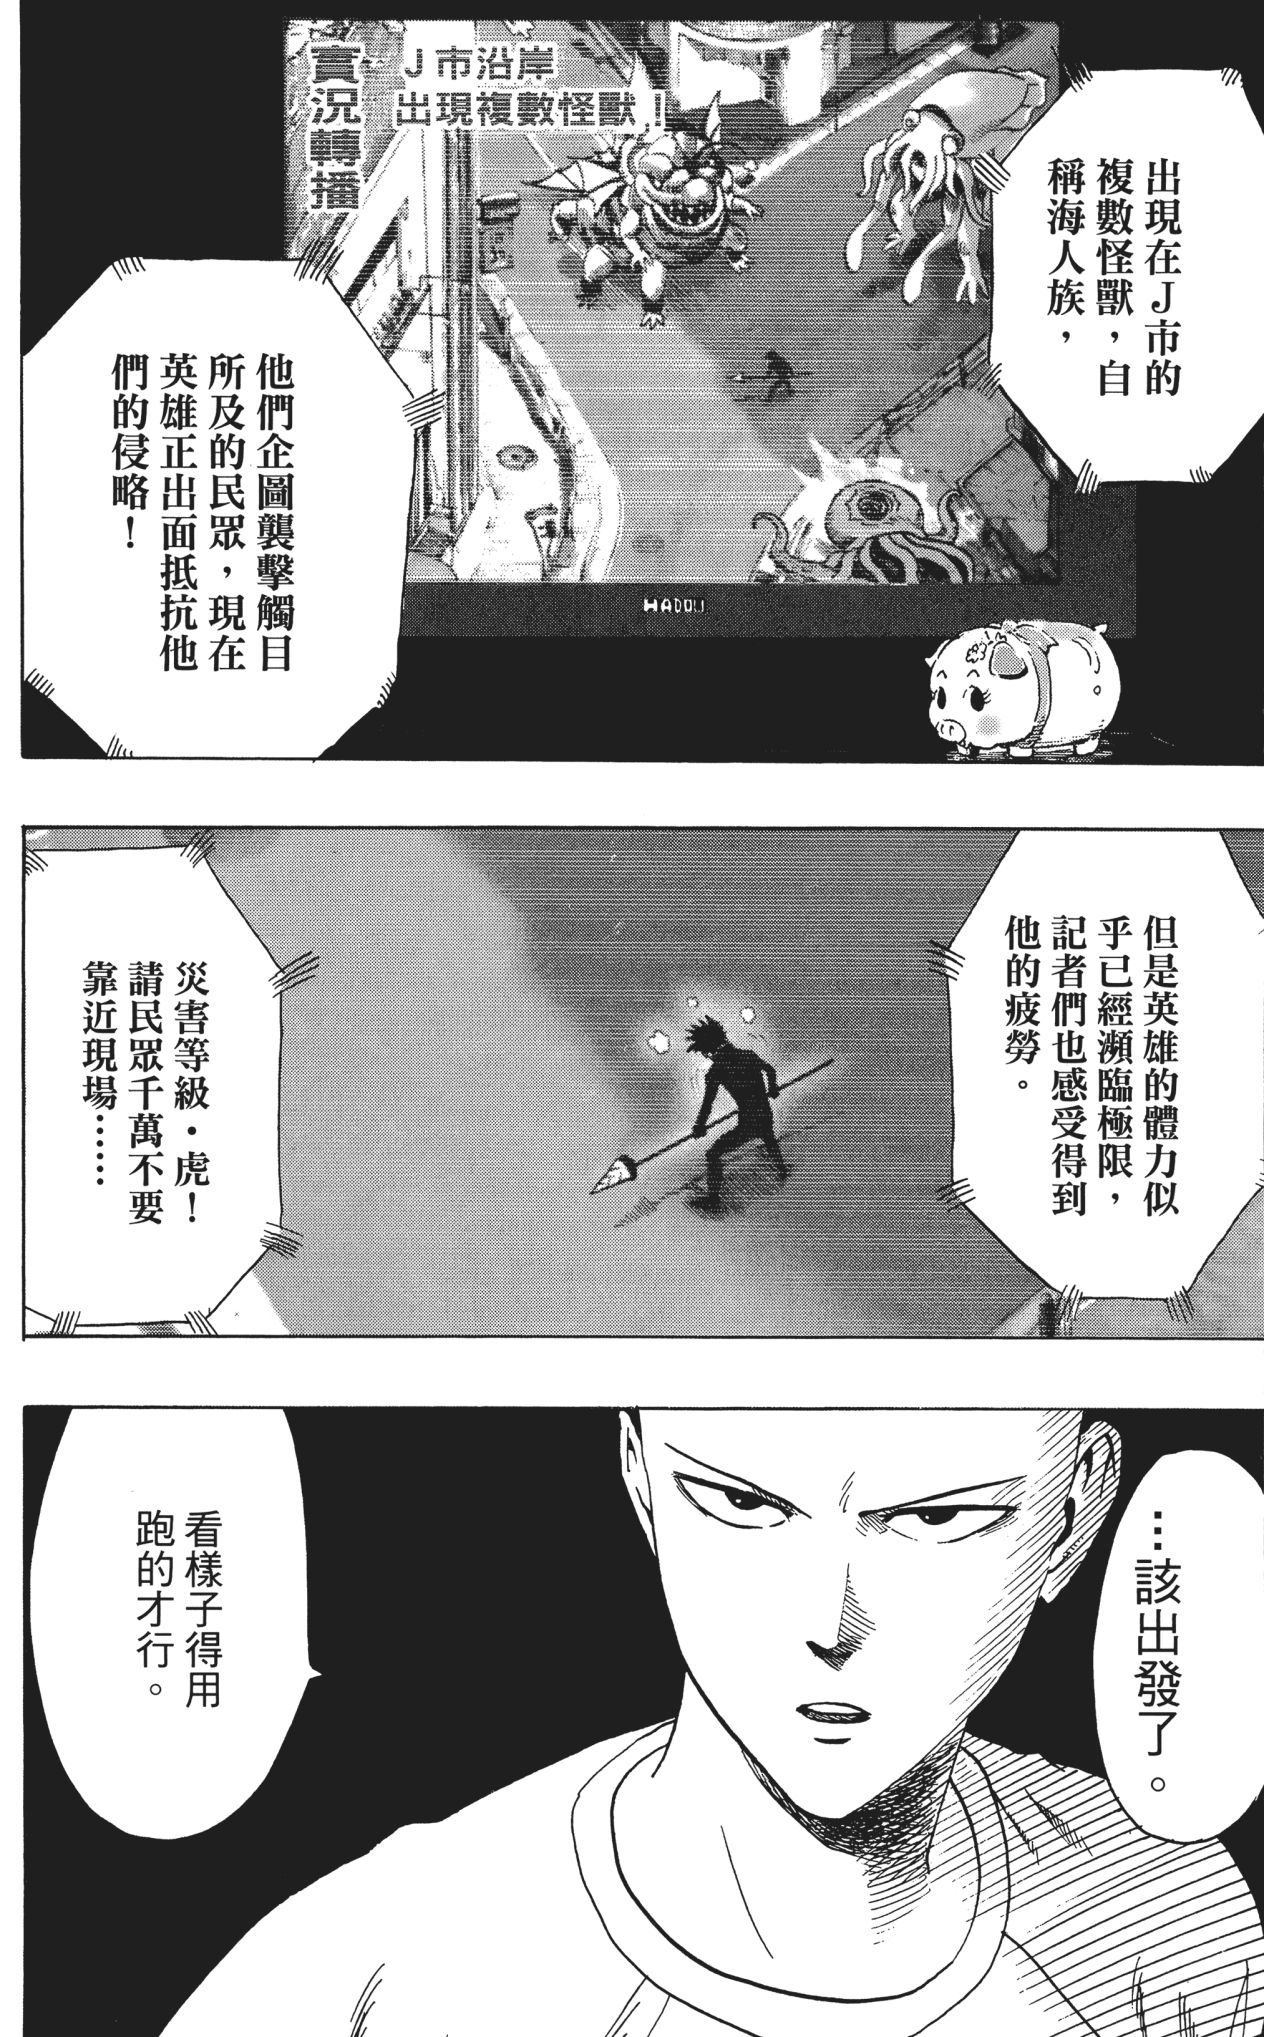 出現在J市的
複數怪獸，自
稱海人族，
實況轉播
J市沿岸
出現複數怪獸！
他們企圖襲擊觸目
所及的民眾，現在
英雄正出面抵抗他
們的侵略！
HADOU
但是英雄的體力似
乎已經瀕臨極限，
記者們也感受得到
他的疲勞。
災害等級・虎！
請民眾千萬不要
靠近現場……
…該出發了。
看樣子得用
跑的才行。